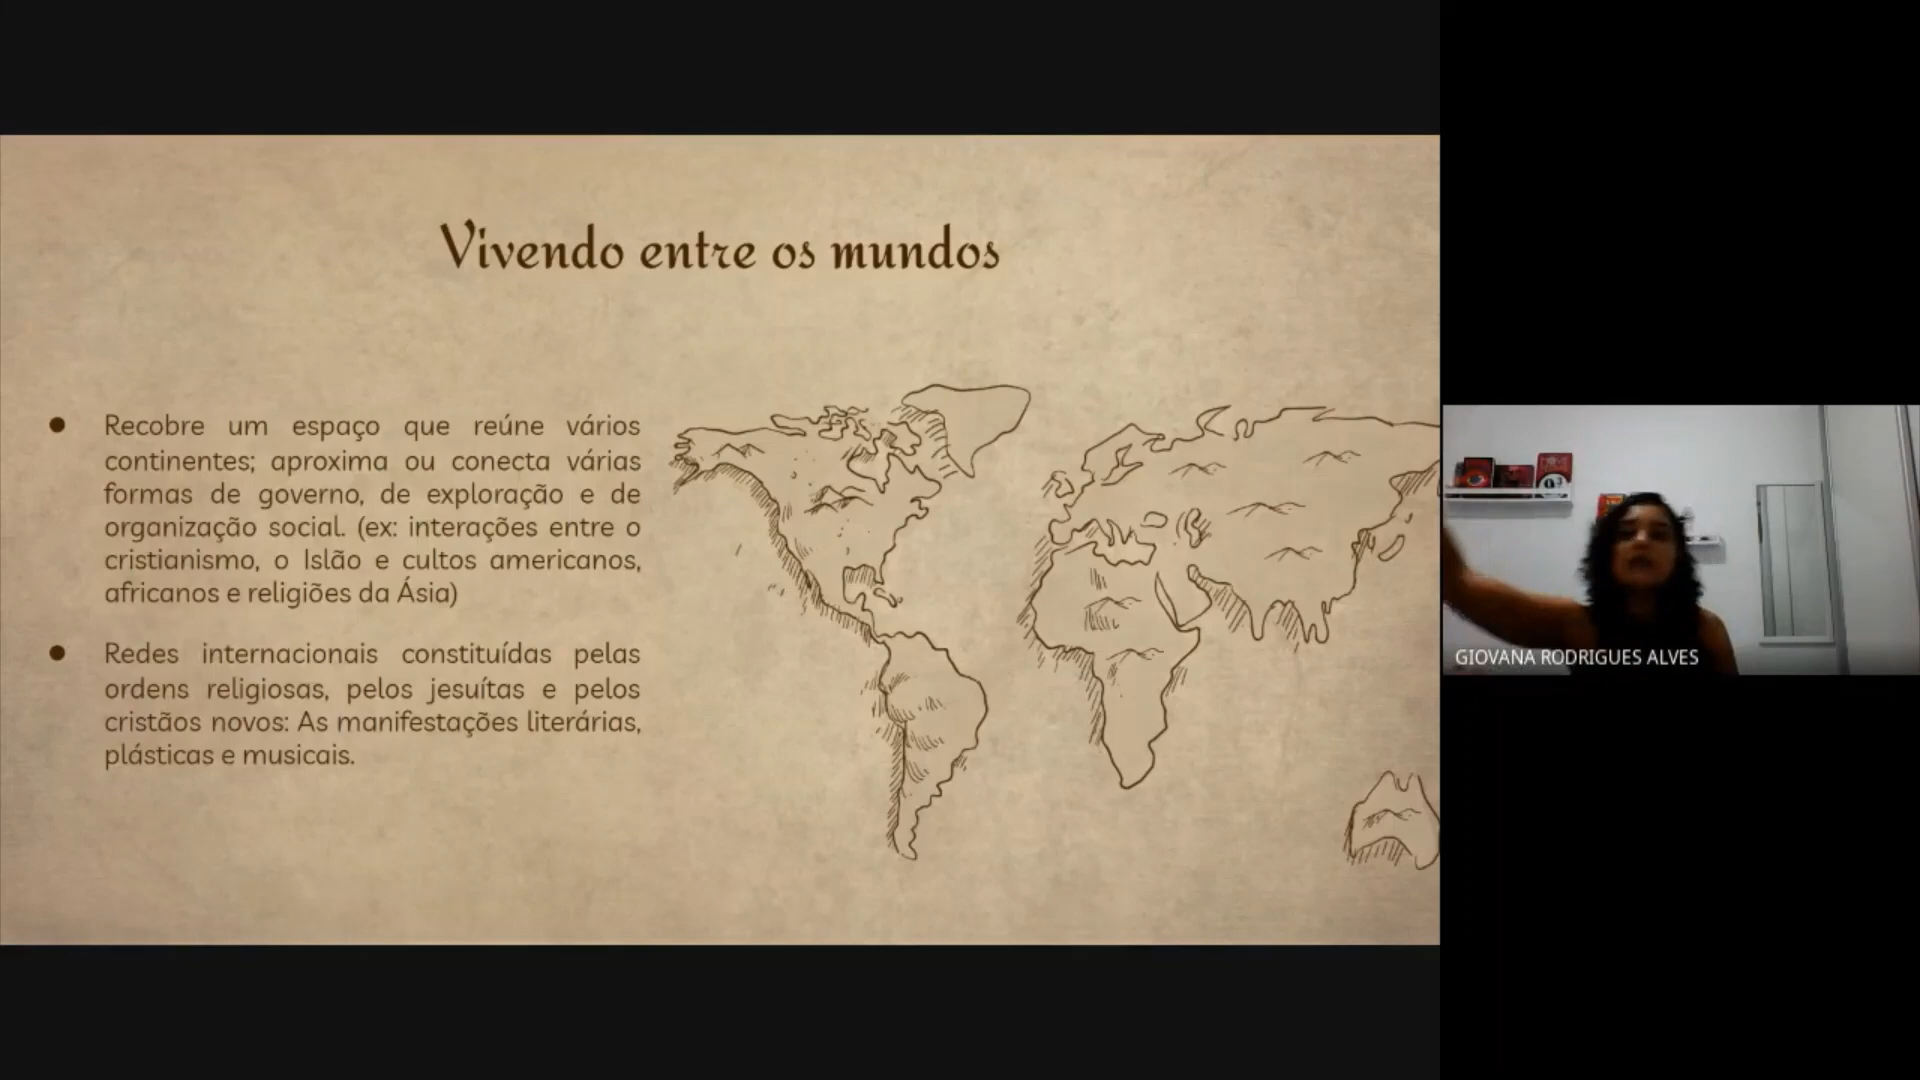 Vivendo entre os mundos
● Recobre um espaço que reúne vários
continentes; aproxima ou conecta várias
formas de governo, de exploração e de
organização social. (ex: interações entre o
cristianismo, o Islão e cultos americanos,
africanos e religiões da Ásia)
● Redes internacionais constituídas pelas
ordens religiosas, pelos jesuítas e pelos
cristãos novos: As manifestações literárias,
plásticas e musicais.
GIOVANA RODRIGUES ALVES